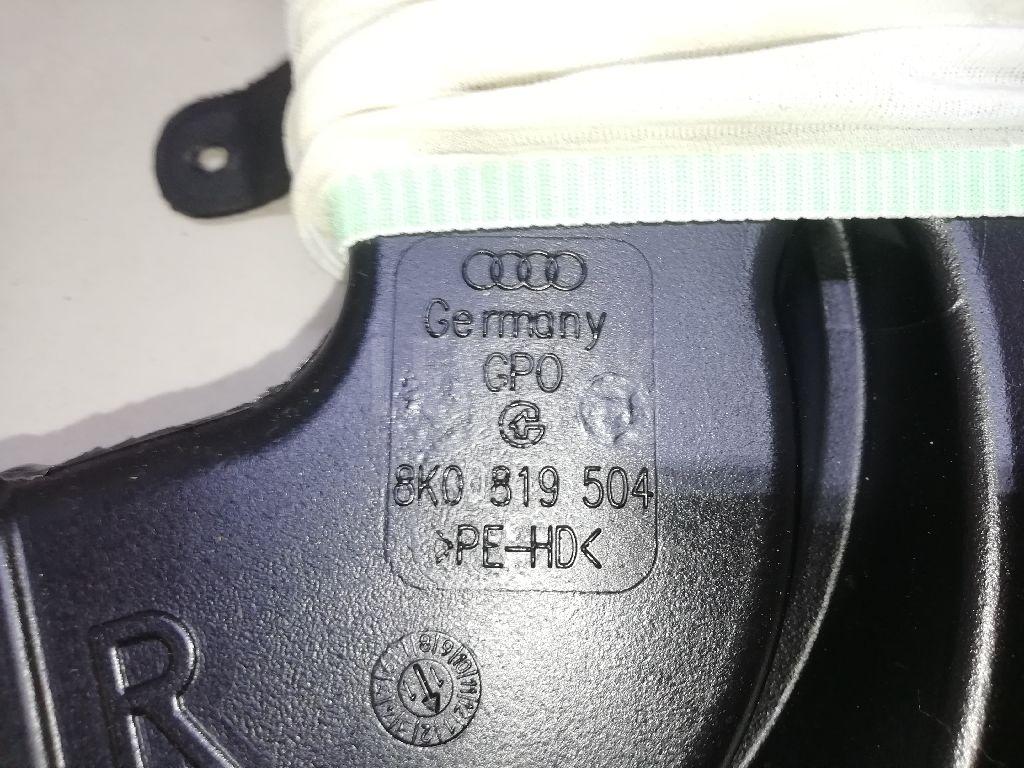 Germany
GPO
8K0 819 504
>PE-HD<
R